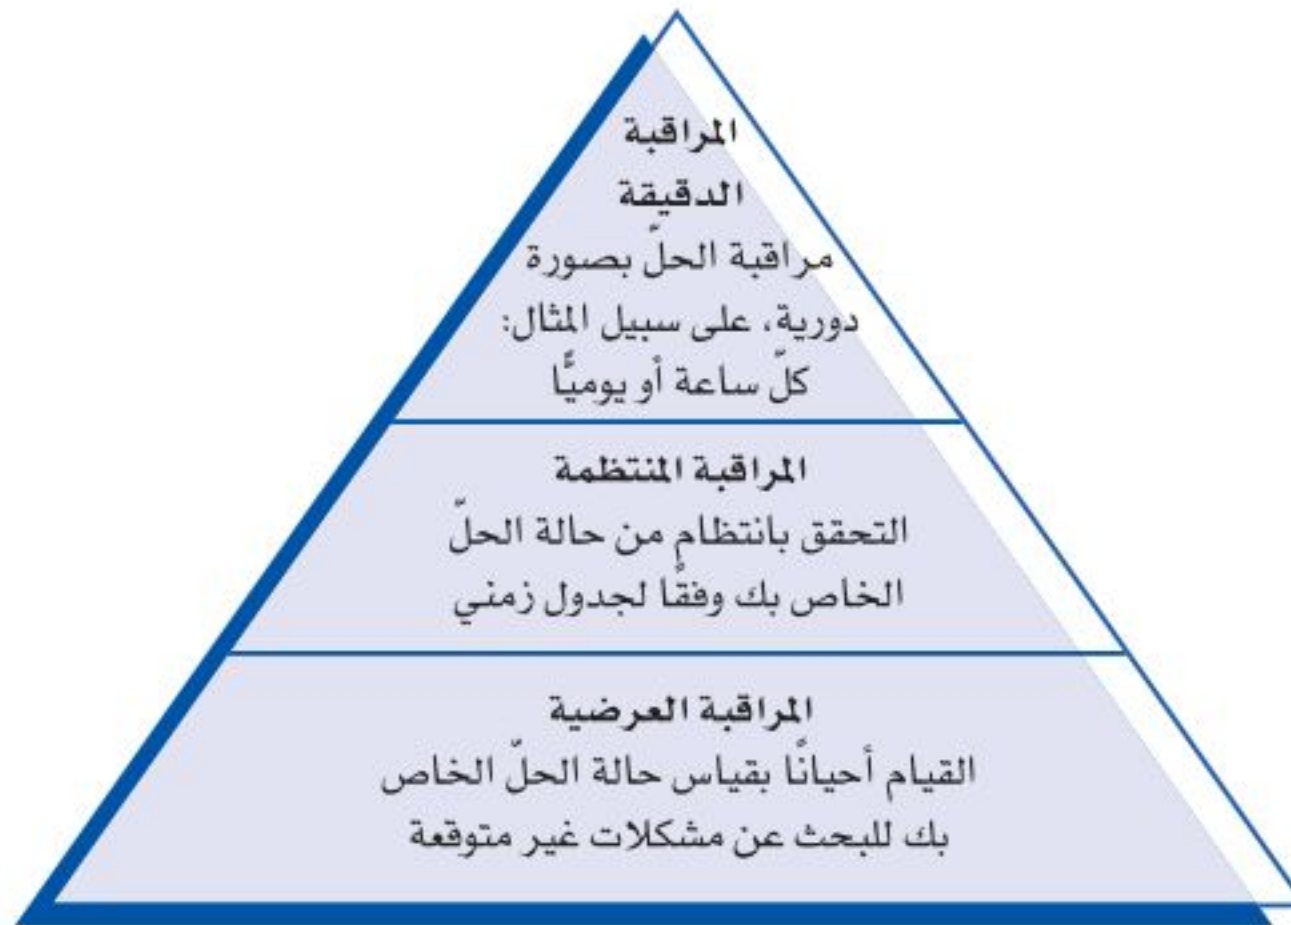 المراقبة
الدقيقة
مراقبة الحلّ بصورة
دورية، على سبيل المثال:
كلّ ساعة أو يوميًّا
المراقبة المنتظمة
التحقق بانتظام من حالة الحلّ
الخاص بك وفقًا لجدول زمني
المراقبة العرضية
القيام أحيانًا بقياس حالة الحلّ الخاص
بك للبحث عن مشكلات غير متوقعة